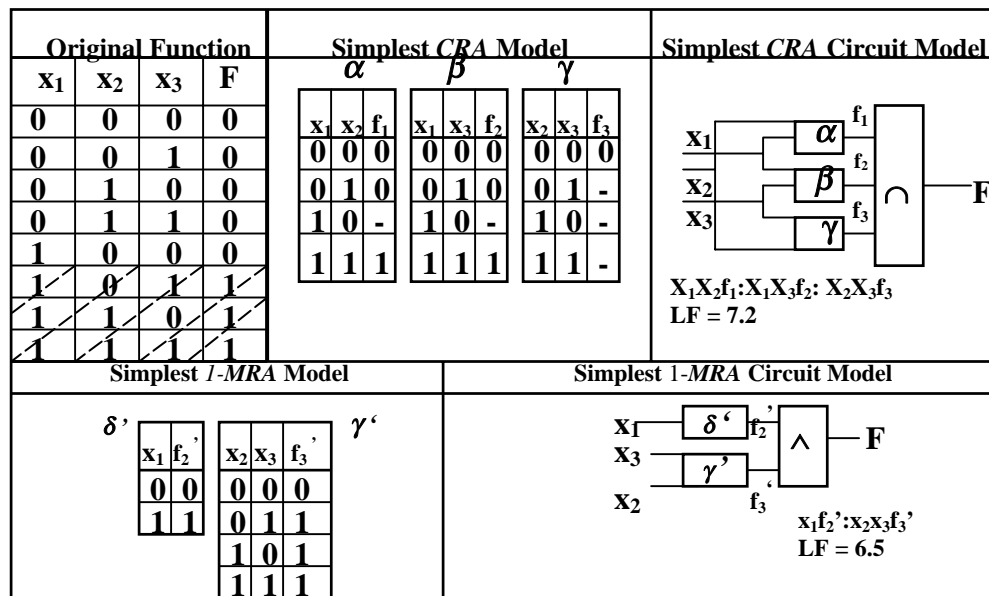 Original Function
x₁ x₂ x₃ F
0 0 0 0
0 0 1 0
0 1 0 0
0 1 1 0
1 0 0 0
1 0 1 1
1 1 0 1
1 1 1 1
Simplest CRA Model
α β γ
x₁ x₂ f₁ x₁ x₃ f₂ x₂ x₃ f₃
0 0 0 0 0 0 0 0 0
0 1 0 0 1 0 0 1 -
1 0 - 1 0 - 1 0 -
1 1 1 1 1 1 1 1 -
Simplest CRA Circuit Model
x₁
x₂
x₃
α
β
γ
f₁
f₂
f₃
∩
F
X₁X₂f₁:X₁X₃f₂: X₂X₃f₃
LF = 7.2
Simplest 1-MRA Model
δ’ γ‘
x₁ f₂’ x₂ x₃ f₃’
0 0 0 0 0
1 1 0 1 1
1 0 1
1 1 1
Simplest 1-MRA Circuit Model
x₁
x₃
x₂
δ‘
γ’
f₂’
f₃‘
∧
F
x₁f₂’:x₂x₃f₃’
LF = 6.5